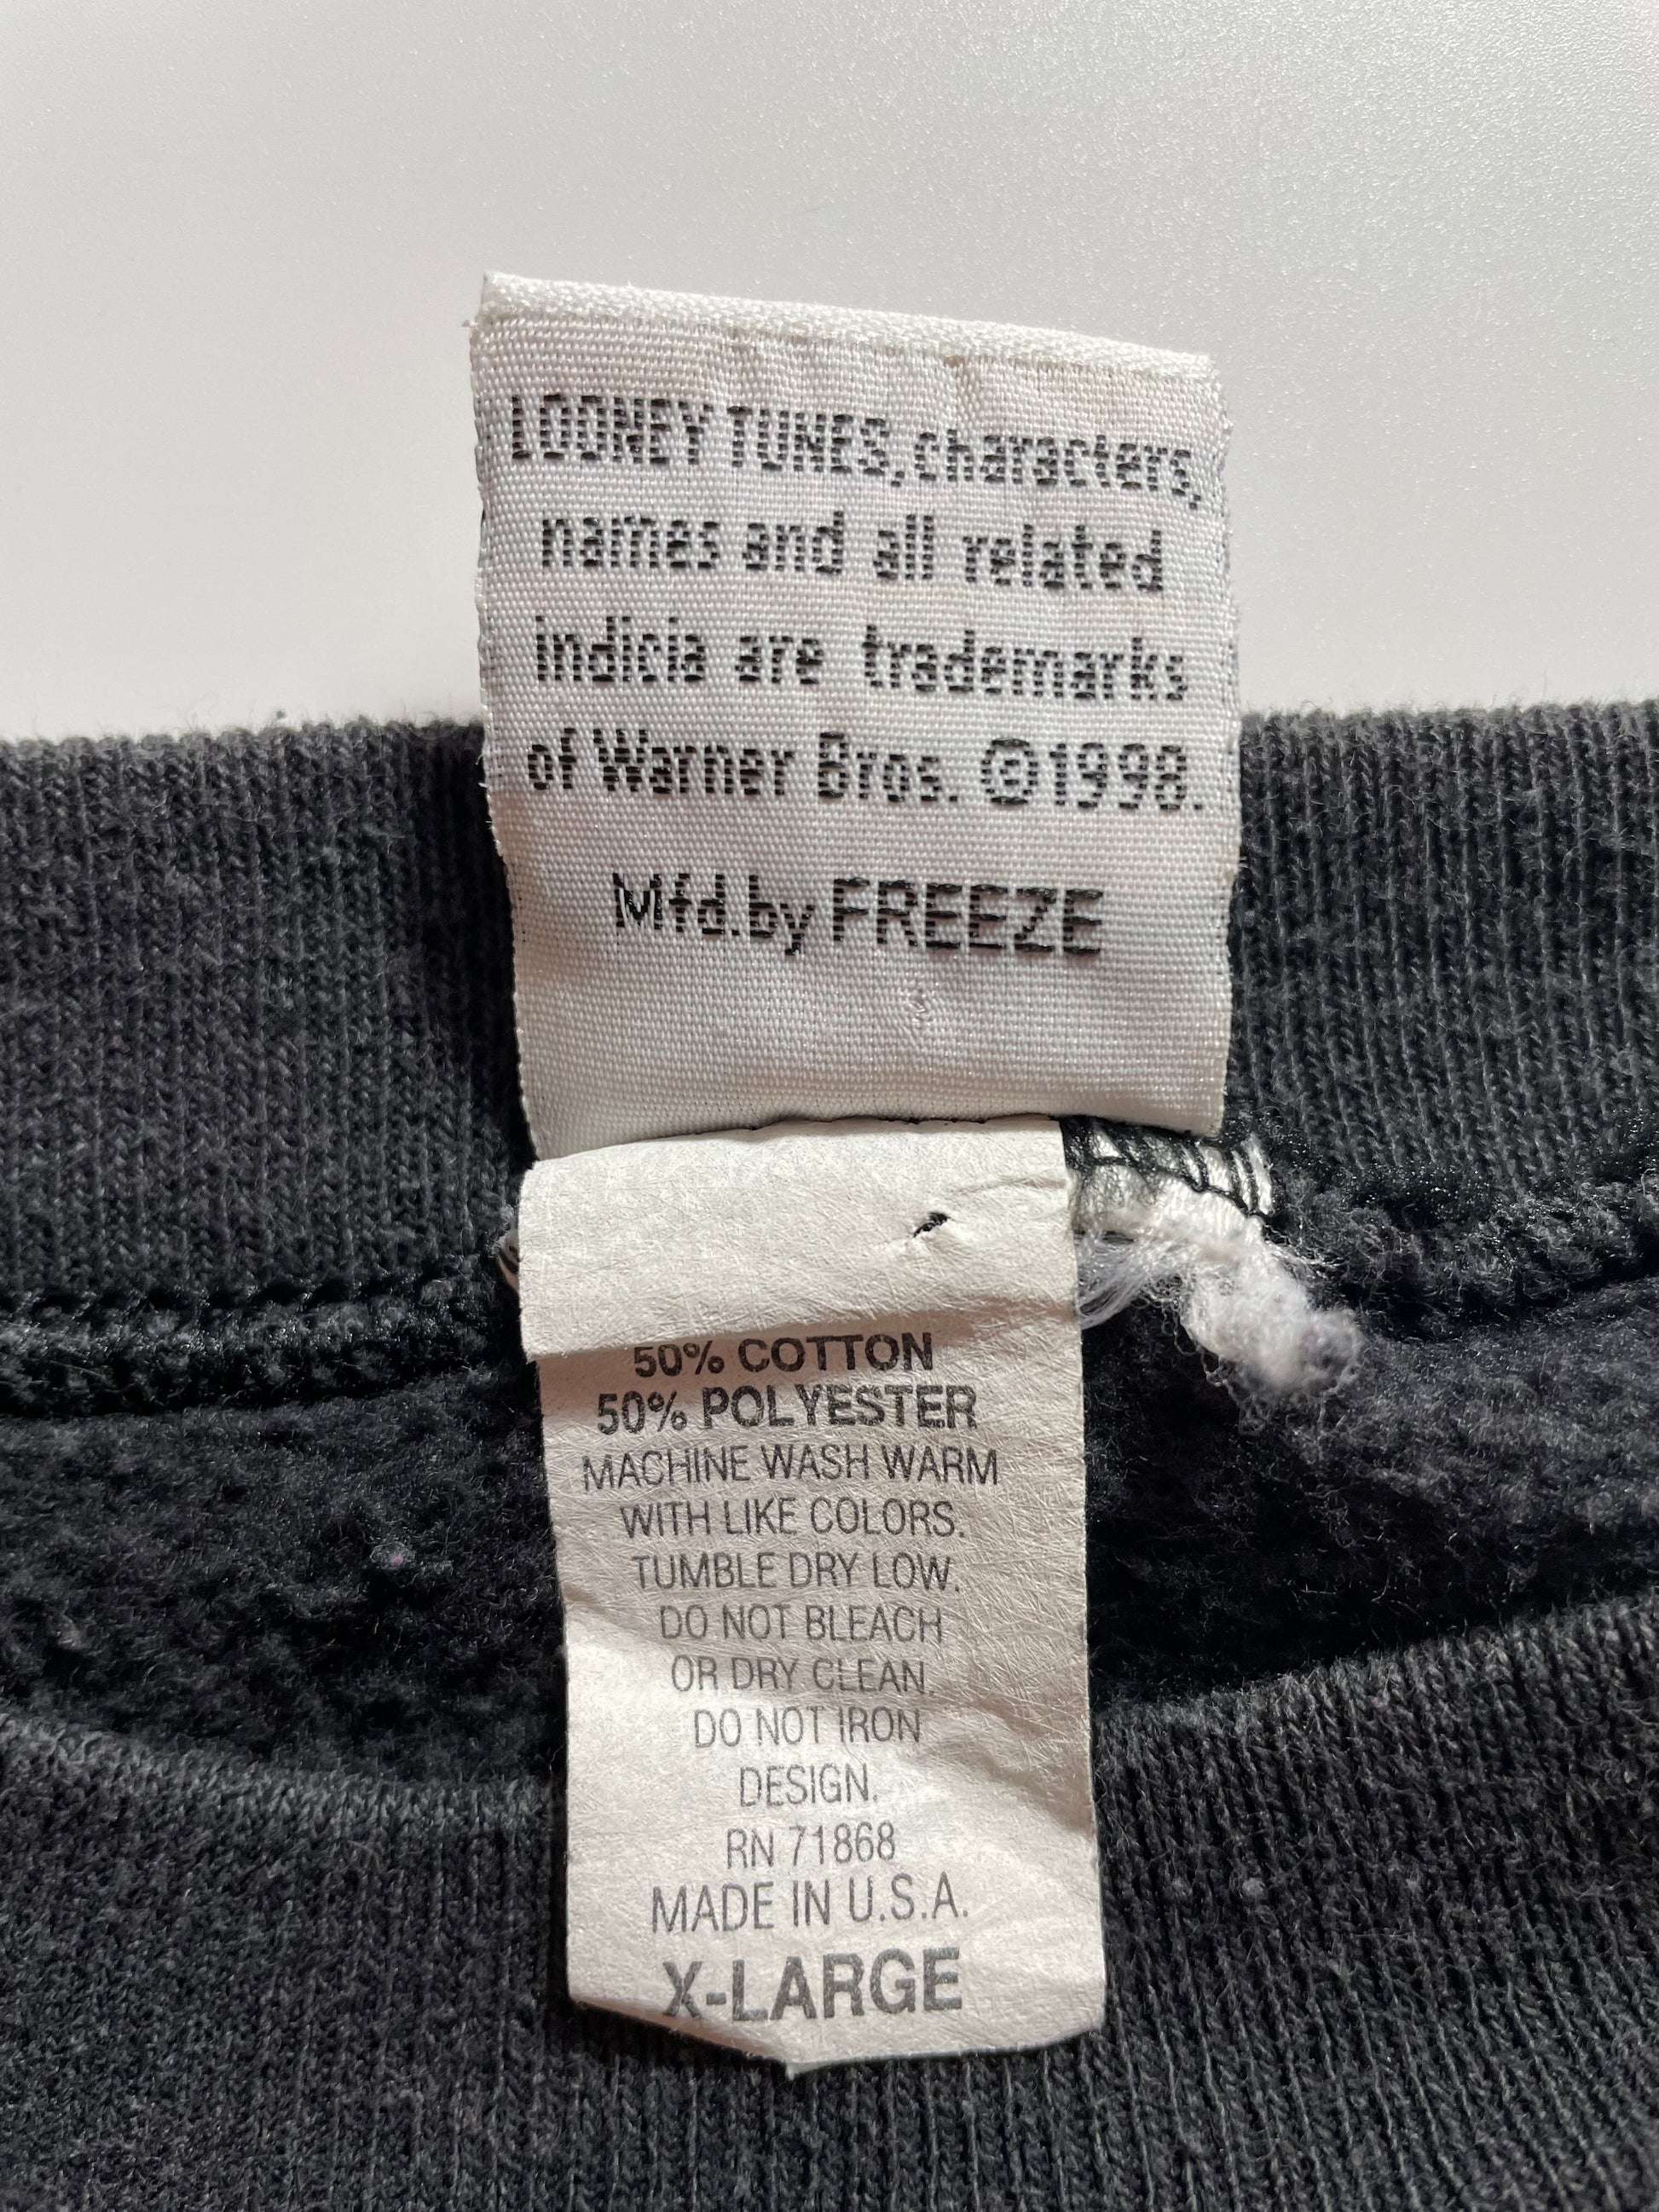 LOONEY TUNES, characters,
names and all related
indicia are trademarks
of Warner Bros. ©1998.
Mfd. by FREEZE
50% COTTON
50% POLYESTER
MACHINE WASH WARM
WITH LIKE COLORS.
TUMBLE DRY LOW.
DO NOT BLEACH
OR DRY CLEAN.
DO NOT IRON
DESIGN.
RN 71868
MADE IN U.S.A.
X-LARGE